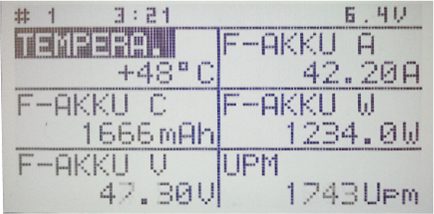 # 1 3:21 6.4V
TEMPERA. F-AKKU A
+48°C 42.20A
F-AKKU C F-AKKU W
1666mAh 1234.0W
F-AKKU V UPM
47.30V 1743Upm